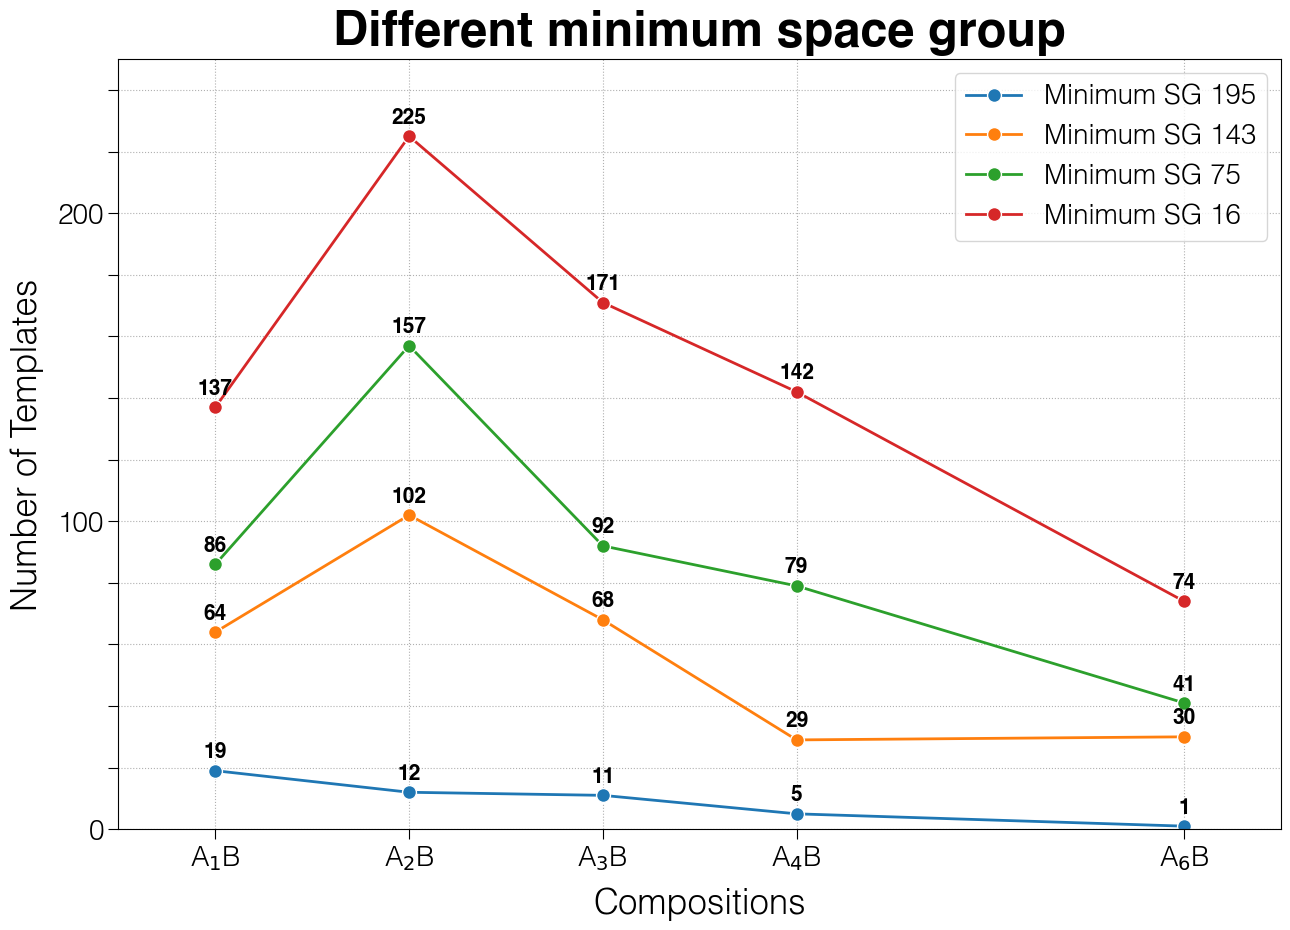 Different minimum space group
Minimum SG 195
Minimum SG 143
Minimum SG 75
Minimum SG 16
Number of Templates
200
100
0
225
171
157
137
142
102
92
86
79
74
64
68
41
29
30
19
12
11
5
1
A₁B A₂B A₃B A₄B A₆B
Compositions